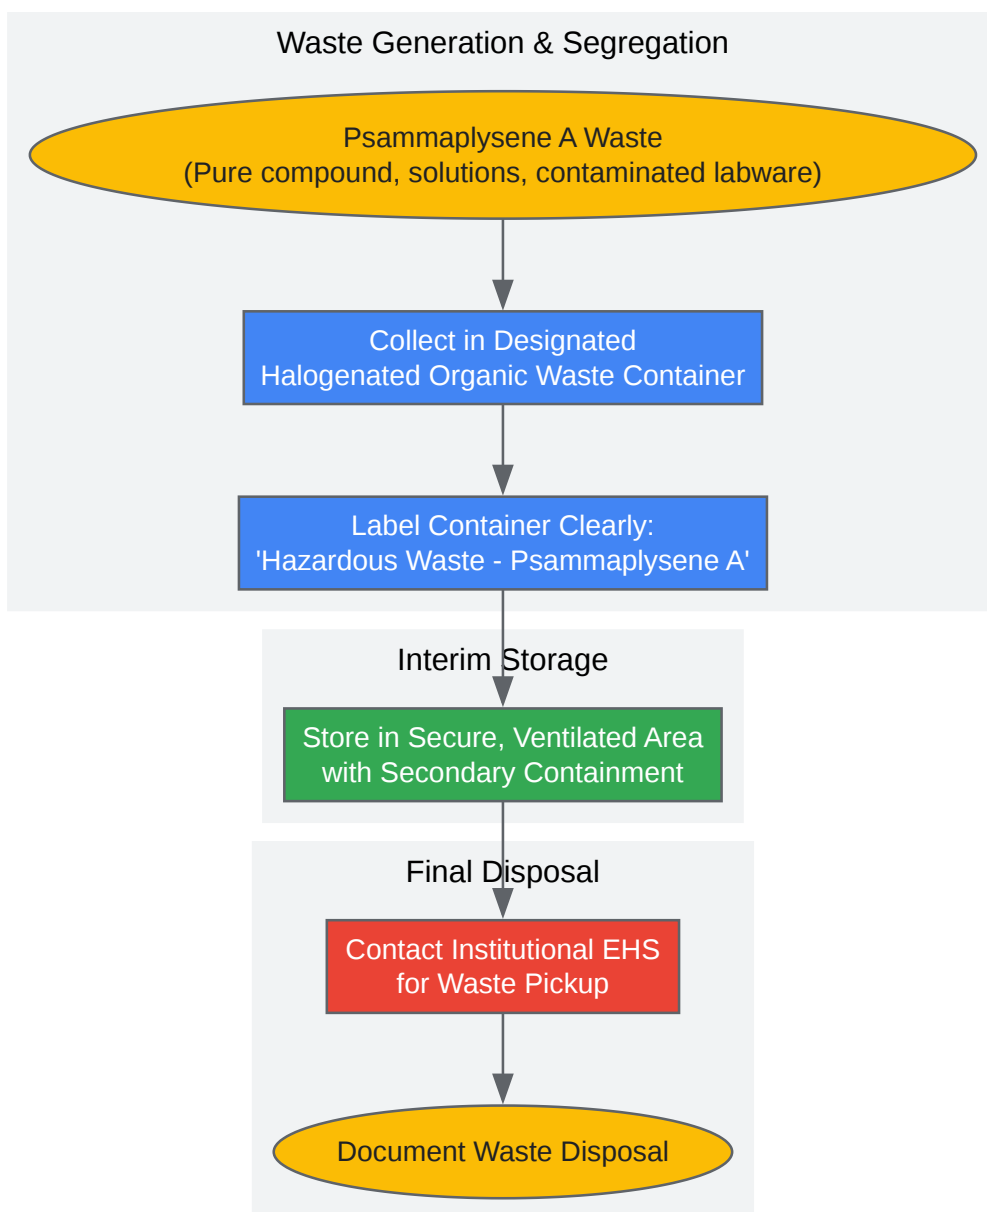 Waste Generation & Segregation
Psammaplysene A Waste
(Pure compound, solutions, contaminated labware)
Collect in Designated
Halogenated Organic Waste Container
Label Container Clearly:
'Hazardous Waste - Psammaplysene A'
Interim Storage
Store in Secure, Ventilated Area
with Secondary Containment
Final Disposal
Contact Institutional EHS
for Waste Pickup
Document Waste Disposal